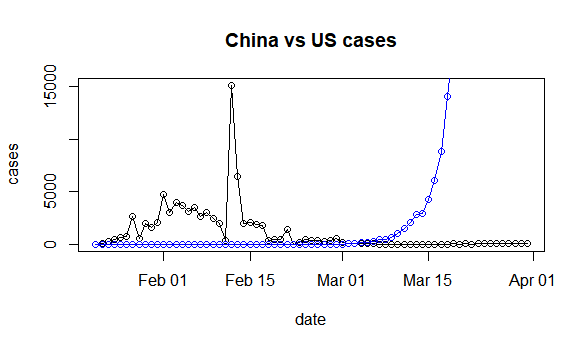 China vs US cases
15000
5000
0
cases
Feb 01
Feb 15
Mar 01
Mar 15
Apr 01
date